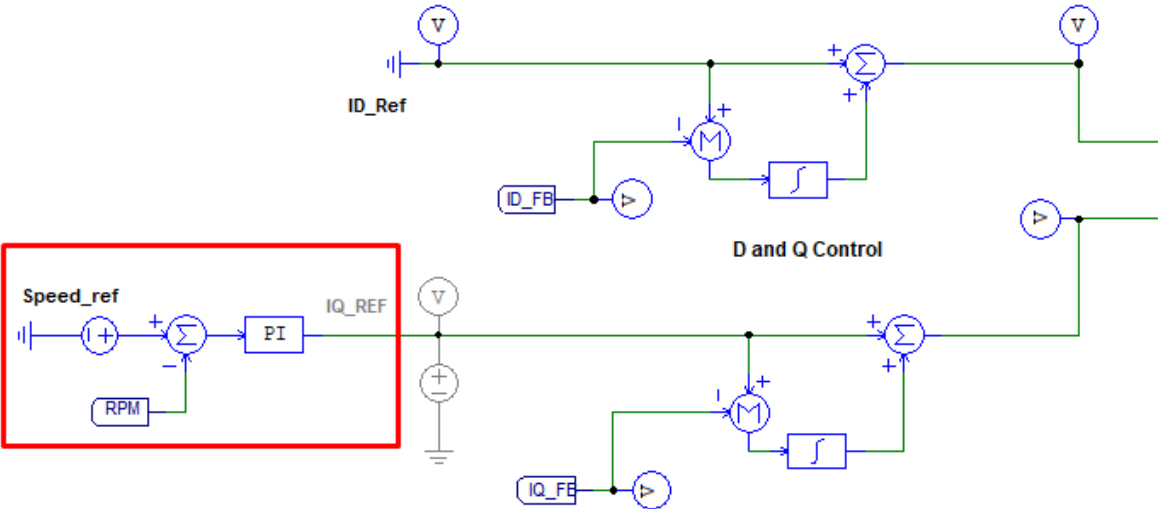 V
V
Σ
ID_Ref
M
∫
ID_FB
V
V
D and Q Control
Speed_ref
IQ_REF
V
Σ
PI
Σ
RPM
M
∫
IQ_FB
V